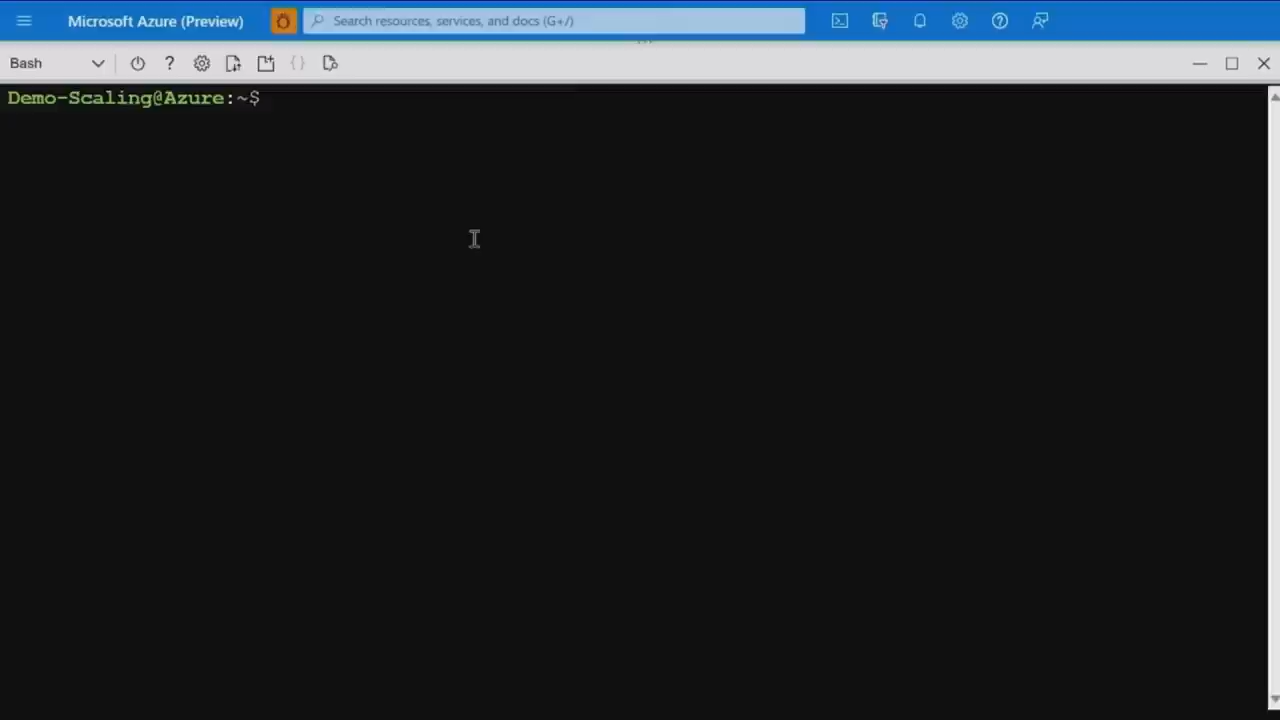 Microsoft Azure (Preview)
Search resources, services, and docs (G+/)
Bash
Demo-Scaling@Azure:~$